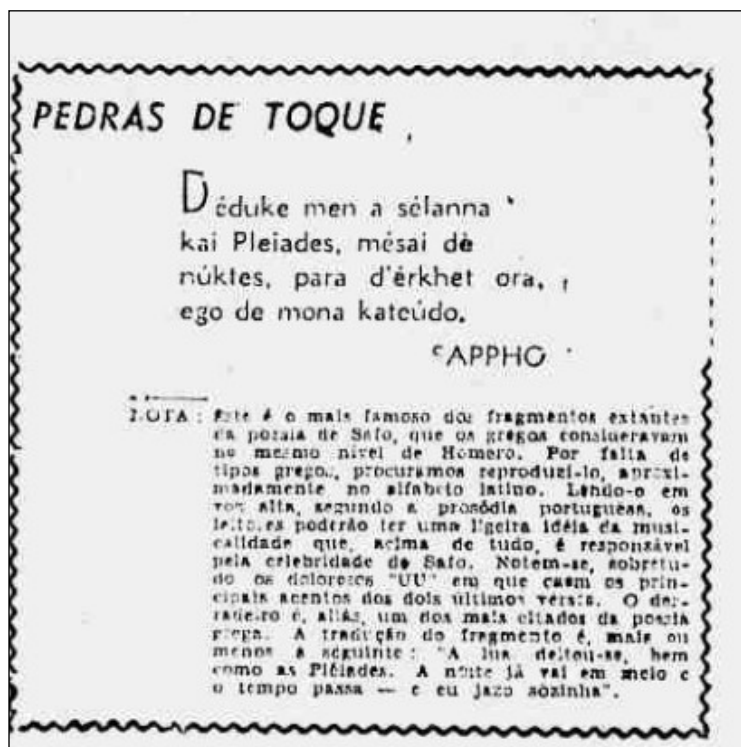 PEDRAS DE TOQUE
Déduke men a sélanna
kai Pleiades, mésai dè
núktes, para d'érkhet ora,
ego de mona kateúdo.
SAPPHO
NOTA: Este é o mais famoso dos fragmentos extantes
da poesia de Safo, que os gregos consideravam
no mesmo nível de Homero. Por falta de
tipos gregos, procuramos reproduzi-lo, aproxi-
madamente no alfabeto latino. Lendo-o em
voz alta, segundo a prosódia portuguesa, os
leitores poderão ter uma ligeira idéia da musi-
calidade que, acima de tudo, é responsável
pela celebridade de Safo. Notem-se, sobretu-
do os dolorosos "UU" em que caem os prin-
cipais acentos dos dois últimos versos. O der-
radeiro é, aliás, um dos mais citados da poesia
grega. A tradução do fragmento é, mais ou
menos a seguinte: "A lua deitou-se, bem
como as Plêiades. A noite já vai em meio e
o tempo passa — e eu jazo sòzinha".